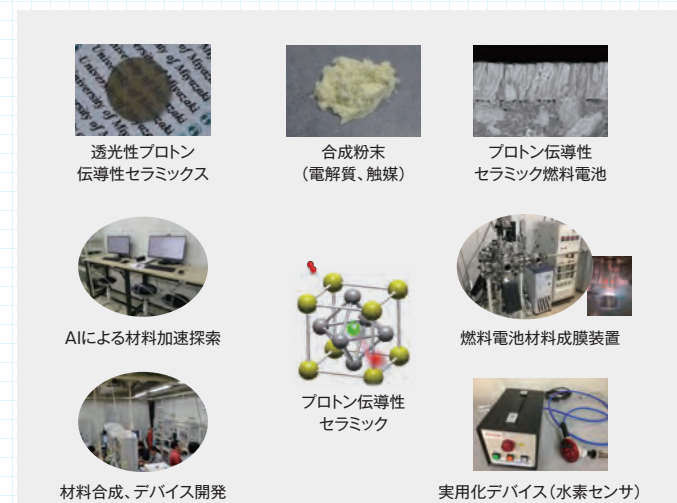 University of Miyazaki
透光性プロトン
伝導性セラミックス
合成粉末
(電解質、触媒)
プロトン伝導性
セラミック燃料電池
AIによる材料加速探索
プロトン伝導性
セラミック
燃料電池材料成膜装置
材料合成、デバイス開発
実用化デバイス(水素センサ)